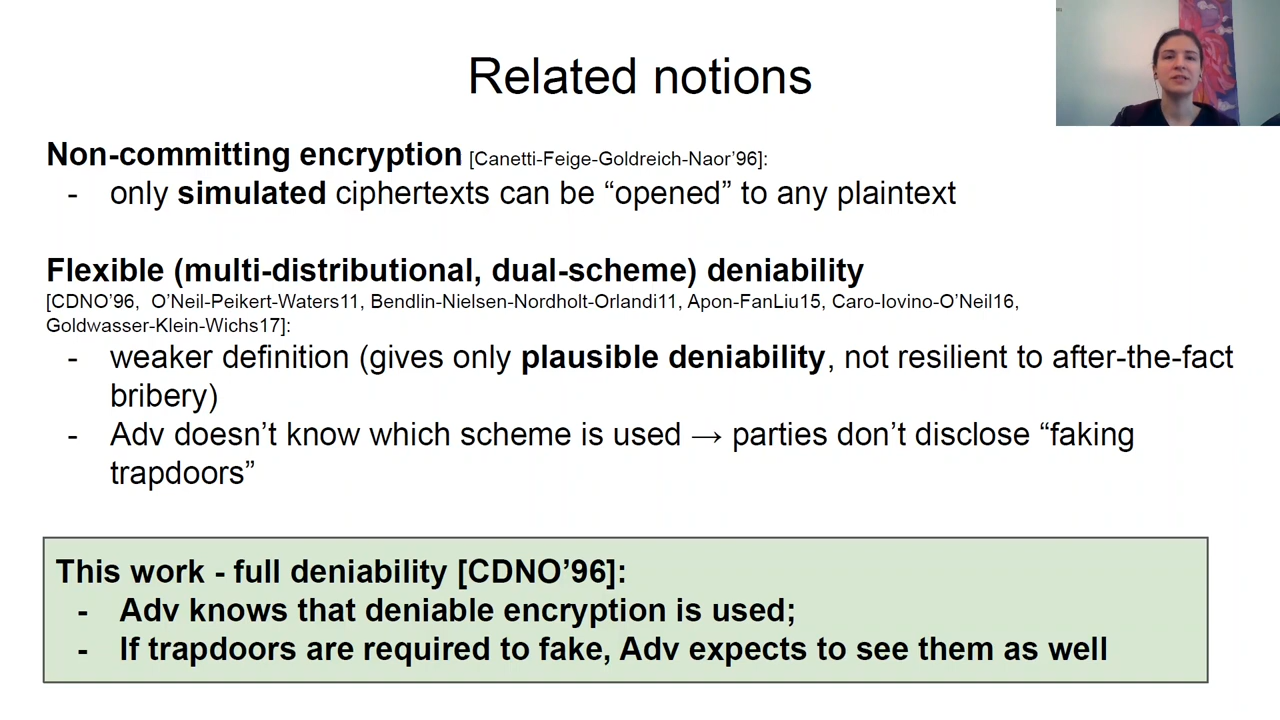 Related notions
Non-committing encryption [Canetti-Feige-Goldreich-Naor’96]:
- only simulated ciphertexts can be “opened” to any plaintext
Flexible (multi-distributional, dual-scheme) deniability
[CDNO’96, O’Neil-Peikert-Waters11, Bendlin-Nielsen-Nordholt-Orlandi11, Apon-FanLiu15, Caro-Iovino-O’Neil16,
Goldwasser-Klein-Wichs17]:
- weaker definition (gives only plausible deniability, not resilient to after-the-fact
bribery)
- Adv doesn’t know which scheme is used → parties don’t disclose “faking
trapdoors”
This work - full deniability [CDNO’96]:
- Adv knows that deniable encryption is used;
- If trapdoors are required to fake, Adv expects to see them as well